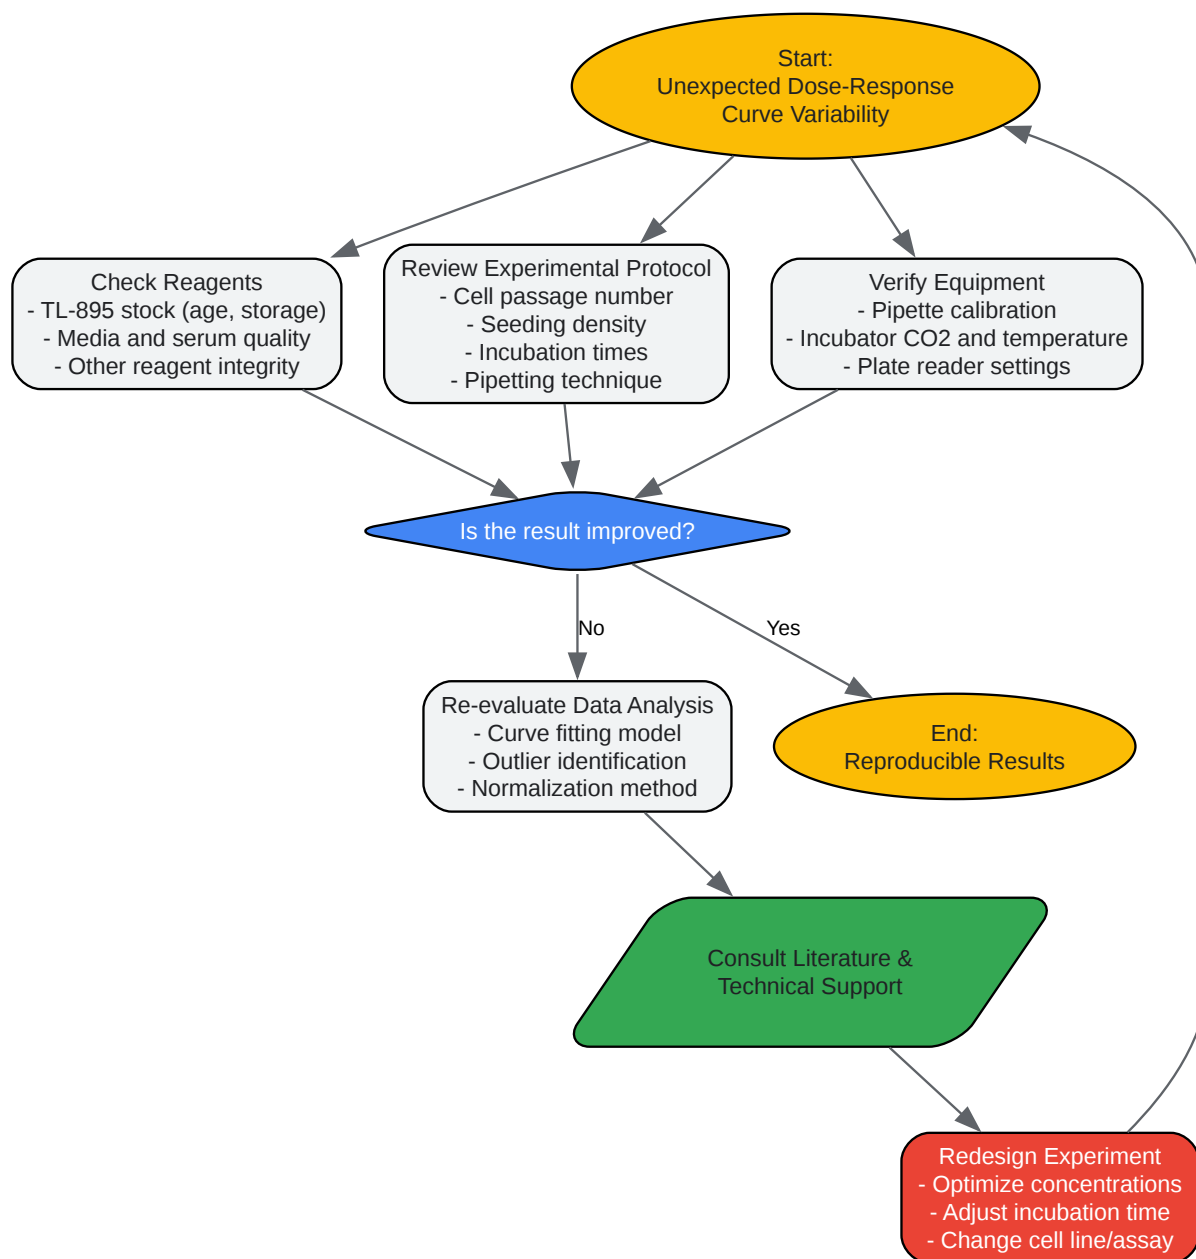 Start:
Unexpected Dose-Response
Curve Variability
Check Reagents
- TL-895 stock (age, storage)
- Media and serum quality
- Other reagent integrity
Review Experimental Protocol
- Cell passage number
- Seeding density
- Incubation times
- Pipetting technique
Verify Equipment
- Pipette calibration
- Incubator CO2 and temperature
- Plate reader settings
Is the result improved?
No
Yes
Re-evaluate Data Analysis
- Curve fitting model
- Outlier identification
- Normalization method
End:
Reproducible Results
Consult Literature &
Technical Support
Redesign Experiment
- Optimize concentrations
- Adjust incubation time
- Change cell line/assay